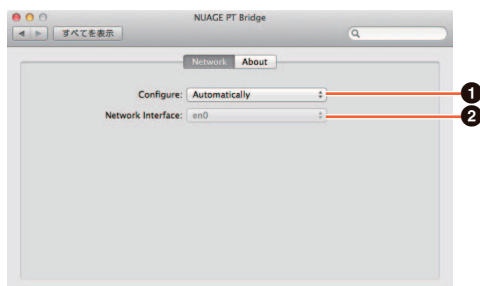 NUAGE PT Bridge
すべてを表示
Network About
Configure: Automatically 1
Network Interface: en0 2